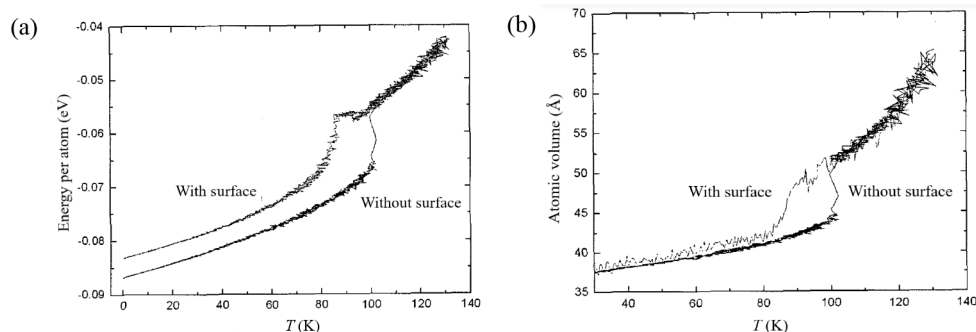 (a)
-0.04
-0.05
-0.06
-0.07
-0.08
-0.09
Energy per atom (eV)
With surface
Without surface
0 20 40 60 80 100 120 140
T (K)
(b)
70
65
60
55
50
45
40
35
Atomic volume (Å)
With surface
Without surface
40 60 80 100 120 140
T (K)